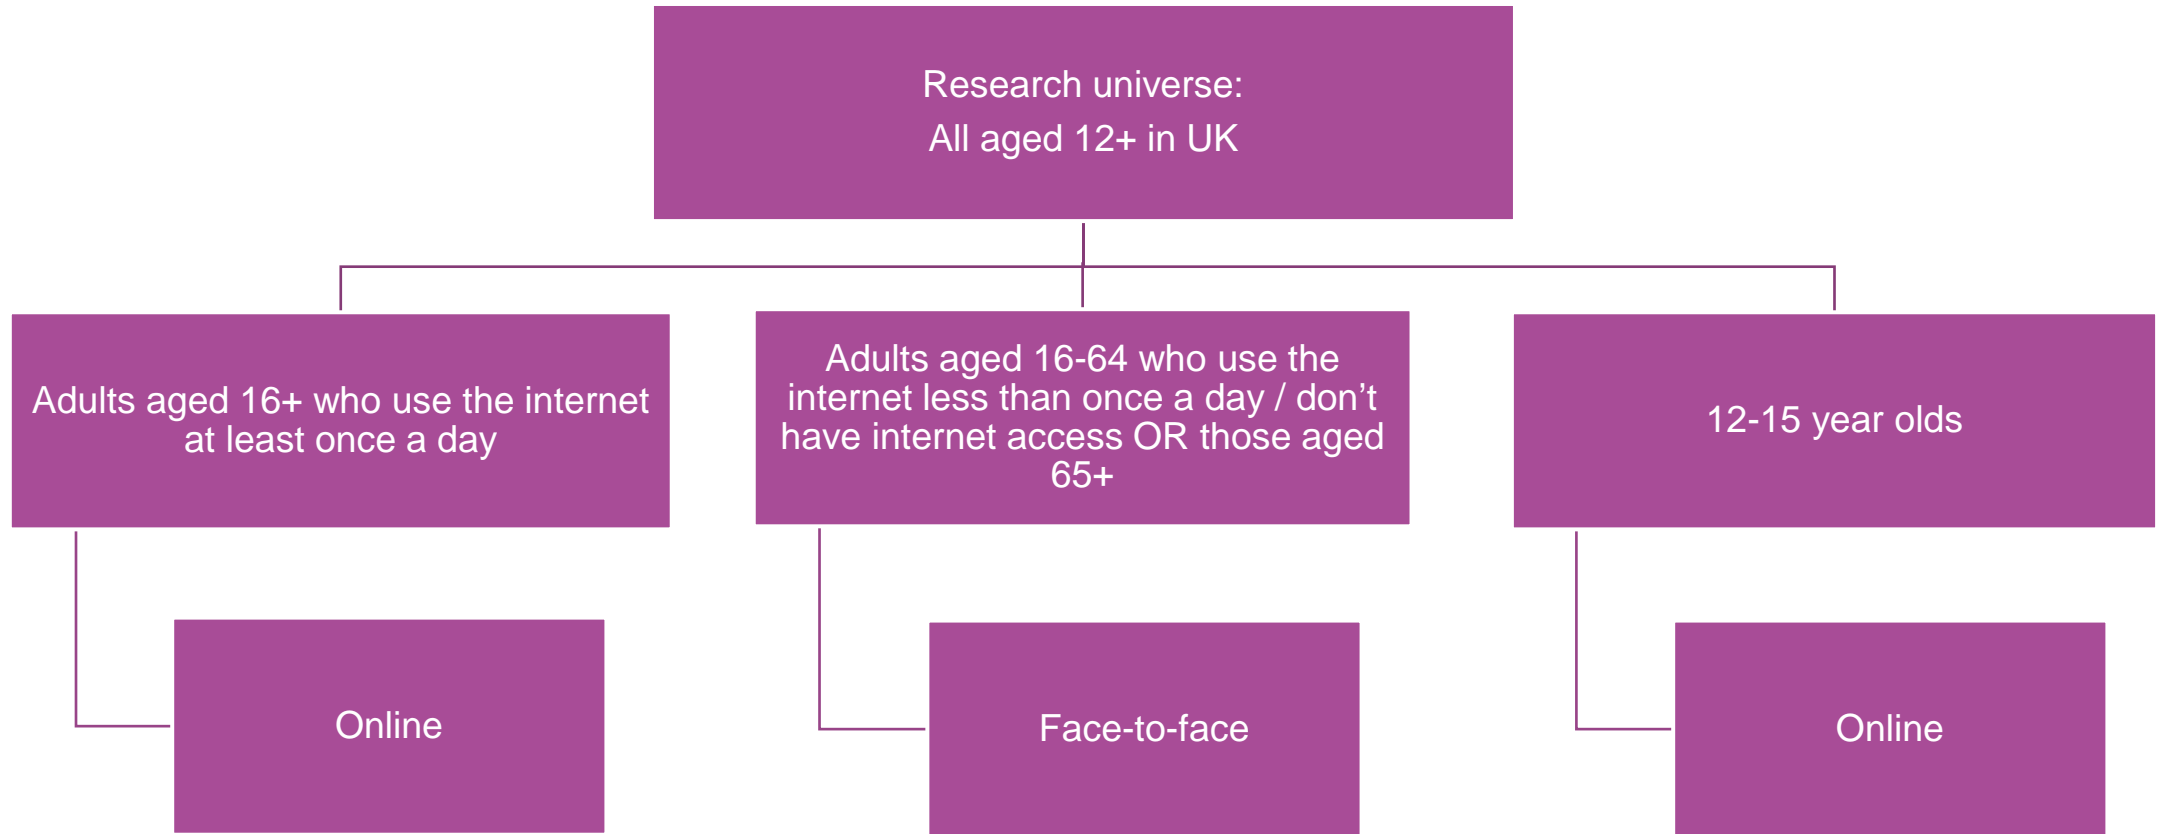 Research universe:
All aged 12+ in UK
Adults aged 16+ who use the internet
at least once a day
Adults aged 16-64 who use the
internet less than once a day / don’t
have internet access OR those aged
65+
12-15 year olds
Online
Face-to-face
Online